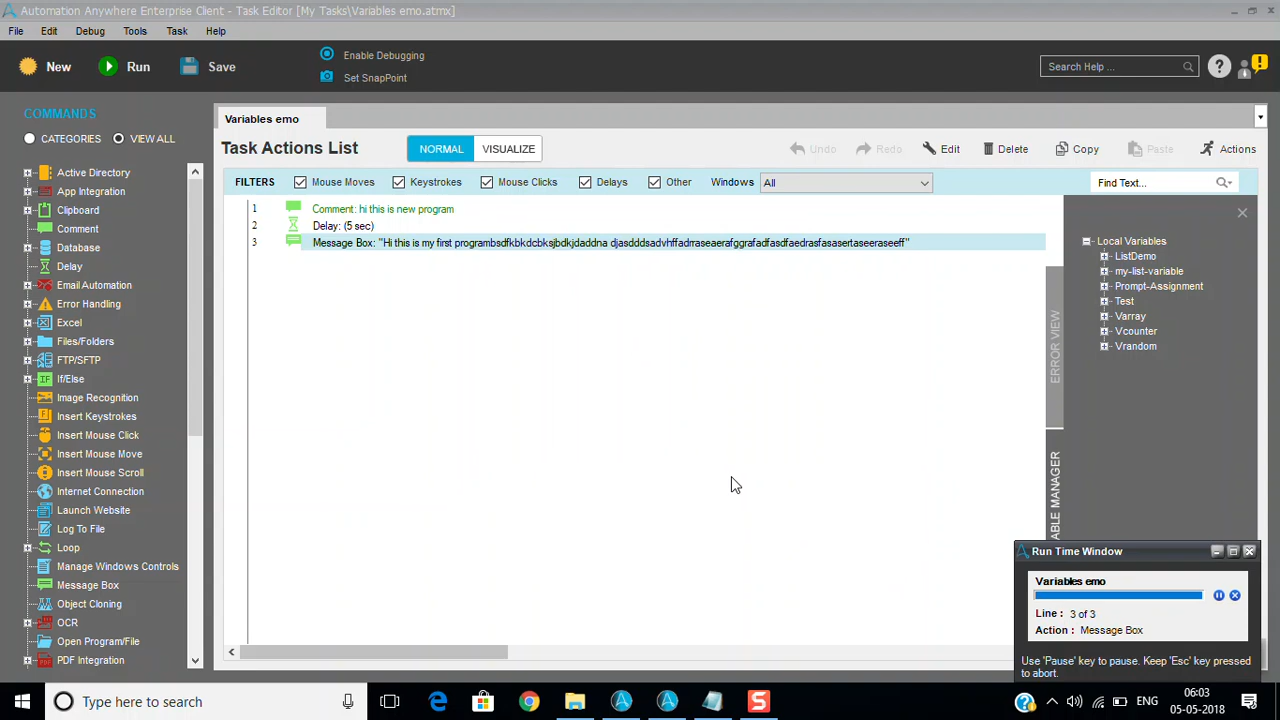 Automation Anywhere Enterprise Client - Task Editor [My Tasks\Variables emo.atmx]
File Edit Debug Tools Task Help
New Run Save
Enable Debugging
Set SnapPoint
Search Help ...
COMMANDS
CATEGORIES VIEW ALL
Active Directory
App Integration
Clipboard
Comment
Database
Delay
Email Automation
Error Handling
Excel
Files/Folders
FTP/SFTP
If/Else
Image Recognition
Insert Keystrokes
Insert Mouse Click
Insert Mouse Move
Insert Mouse Scroll
Internet Connection
Launch Website
Log To File
Loop
Manage Windows Controls
Message Box
Object Cloning
OCR
Open Program/File
PDF Integration
Variables emo
Task Actions List NORMAL VISUALIZE Undo Redo Edit Delete Copy Paste Actions
FILTERS Mouse Moves Keystrokes Mouse Clicks Delays Other Windows All Find Text...
1 Comment: hi this is new program
2 Delay: (5 sec)
3 Message Box: "Hi this is my first programbsdfkbkdcbksjbdkjdaddna djasdddsadvhffadrraseaerafggrafadfasdfaedrasfasasertaseeraseeff"
ERROR VIEW
ABLE MANAGER
Local Variables
ListDemo
my-list-variable
Prompt-Assignment
Test
Varray
Vcounter
Vrandom
Run Time Window
Variables emo
Line : 3 of 3
Action : Message Box
Use 'Pause' key to pause. Keep 'Esc' key pressed
to abort.
Type here to search
ENG
06:03
05-05-2018